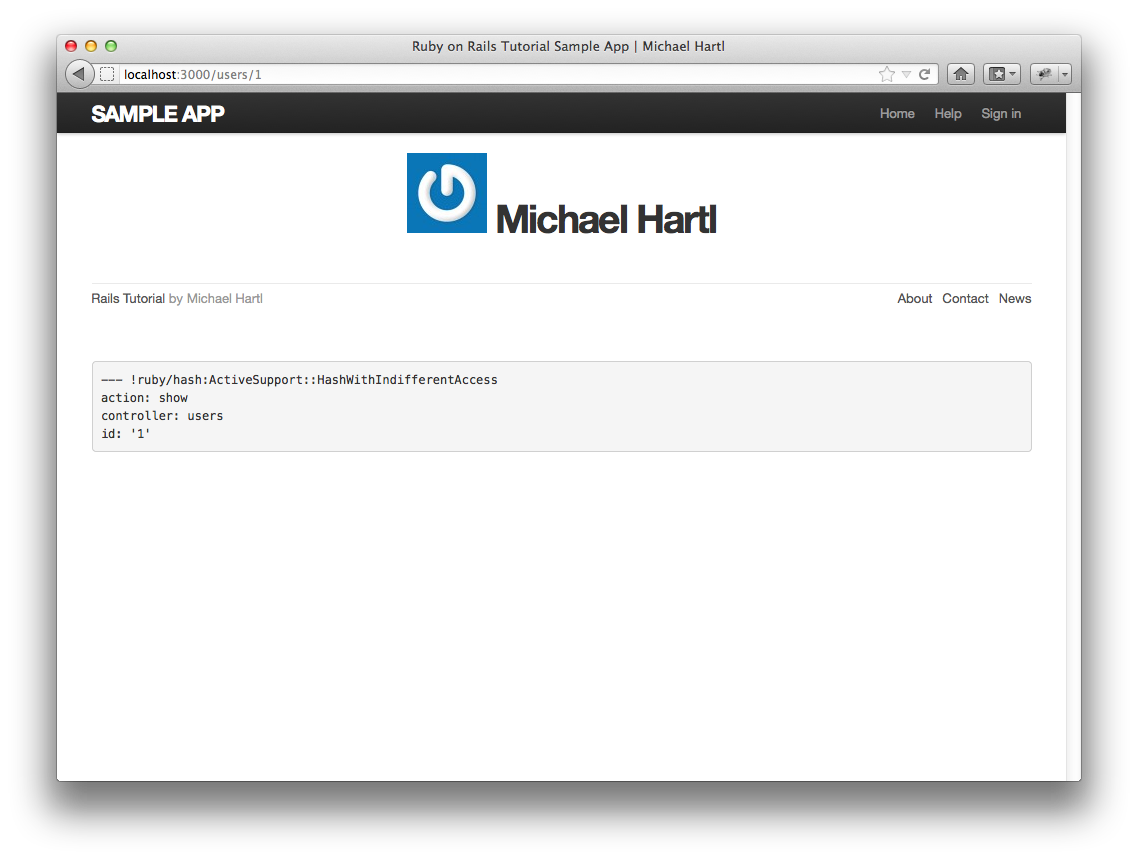 Ruby on Rails Tutorial Sample App | Michael Hartl
localhost:3000/users/1
SAMPLE APP Home Help Sign in
Michael Hartl
Rails Tutorial by Michael Hartl About Contact News
--- !ruby/hash:ActiveSupport::HashWithIndifferentAccess
action: show
controller: users
id: '1'